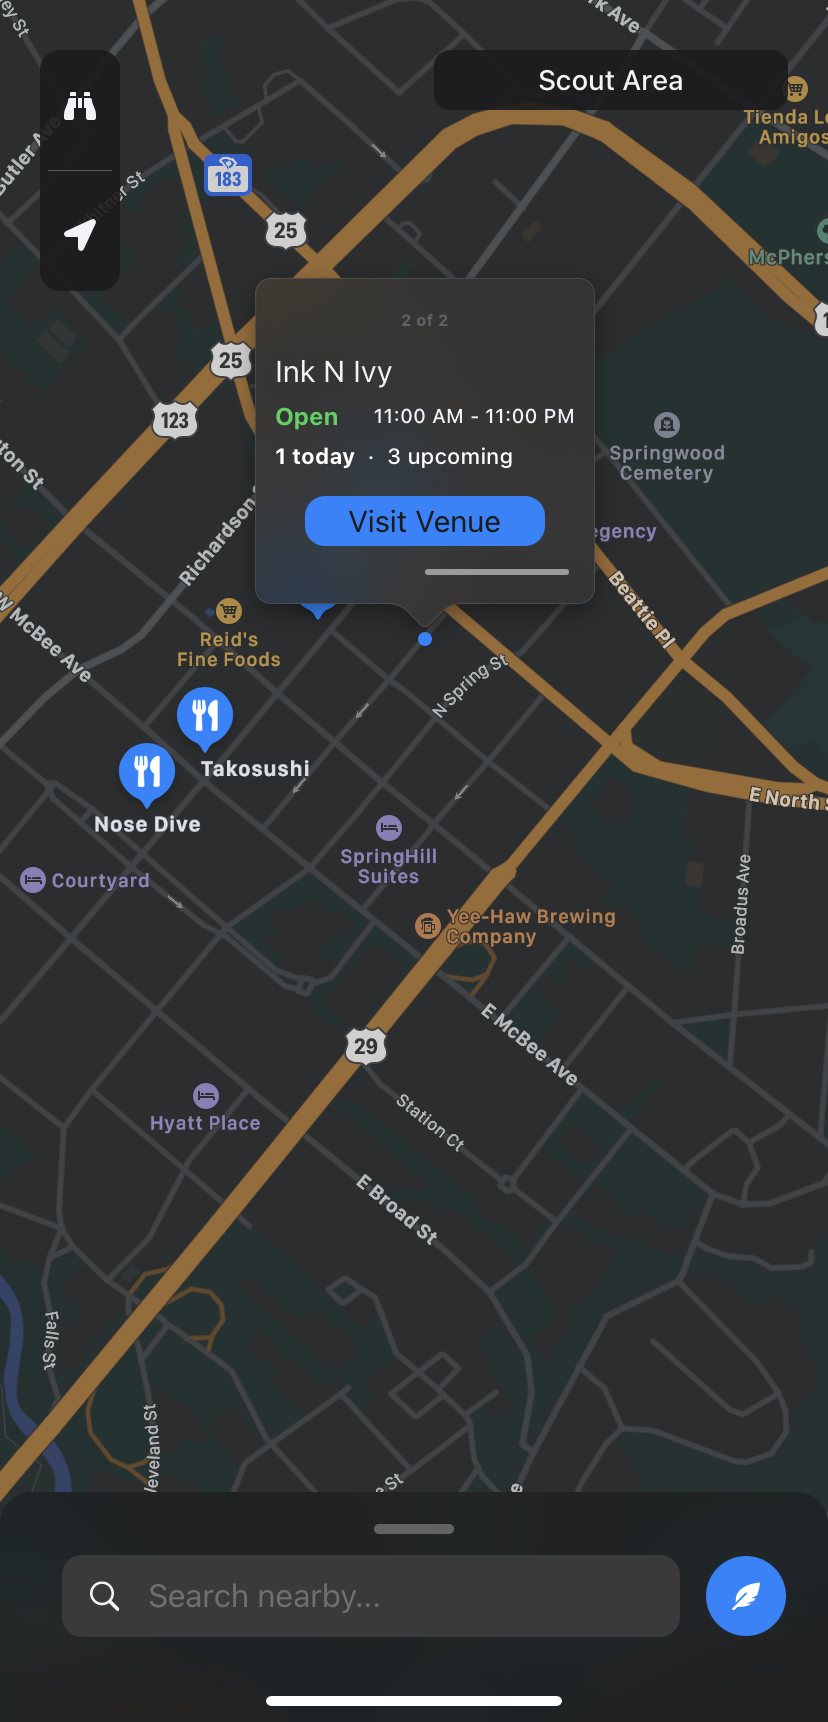 Scout Area
Tienda Lo
Amigos
Butler Ave
183
25
McPhers
2 of 2
25
Ink N Ivy
Open 11:00 AM - 11:00 PM
123
1 today · 3 upcoming
Springwood
Cemetery
Visit Venue
egency
Richardson
Beattie Pl
W McBee Ave
Reid's
Fine Foods
N Spring St
Takosushi
Nose Dive
E North S
SpringHill
Suites
Courtyard
Broadus Ave
Yee-Haw Brewing
Company
E McBee Ave
29
Hyatt Place
Station Ct
E Broad St
Falls St
leveland St
Search nearby...